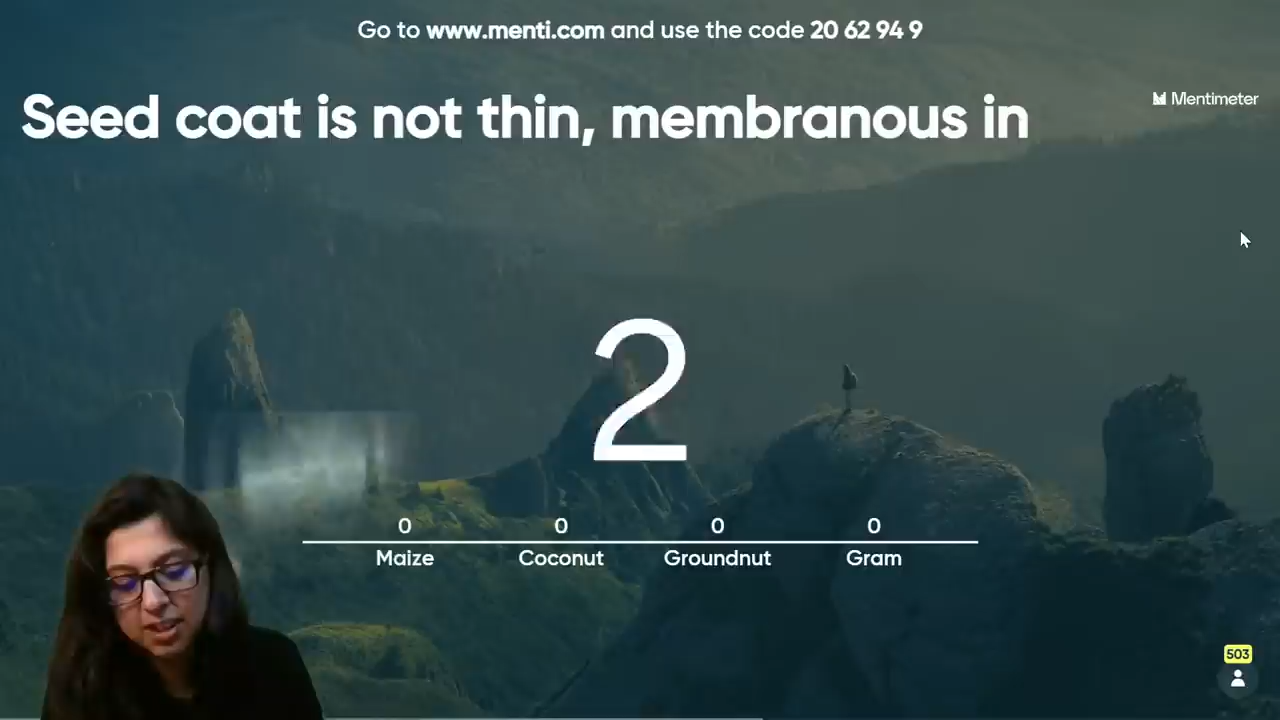 Go to www.menti.com and use the code 20 62 94 9
Seed coat is not thin, membranous in
Mentimeter
2
0 0 0 0
Maize Coconut Groundnut Gram
503